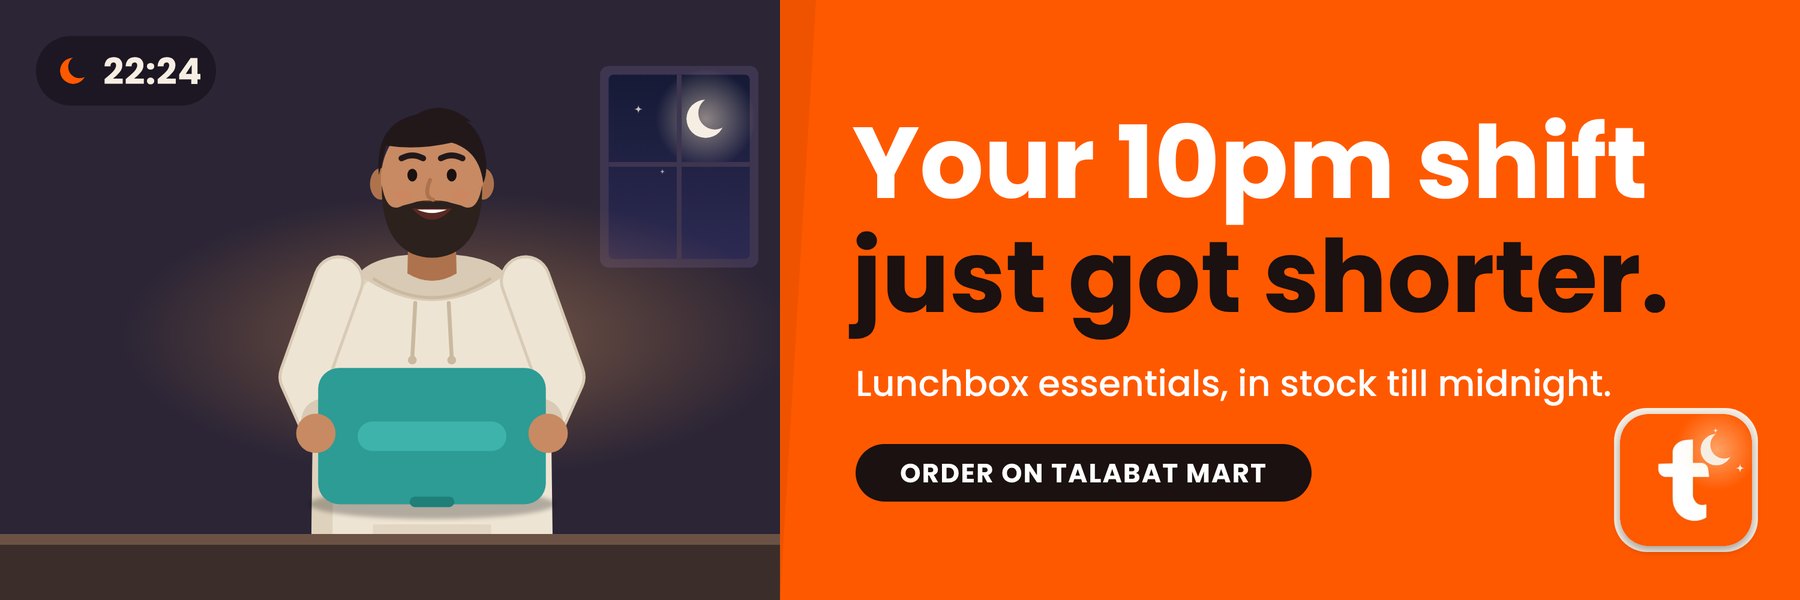 22:24
Your 10pm shift
just got shorter.
Lunchbox essentials, in stock till midnight.
ORDER ON TALABAT MART
t